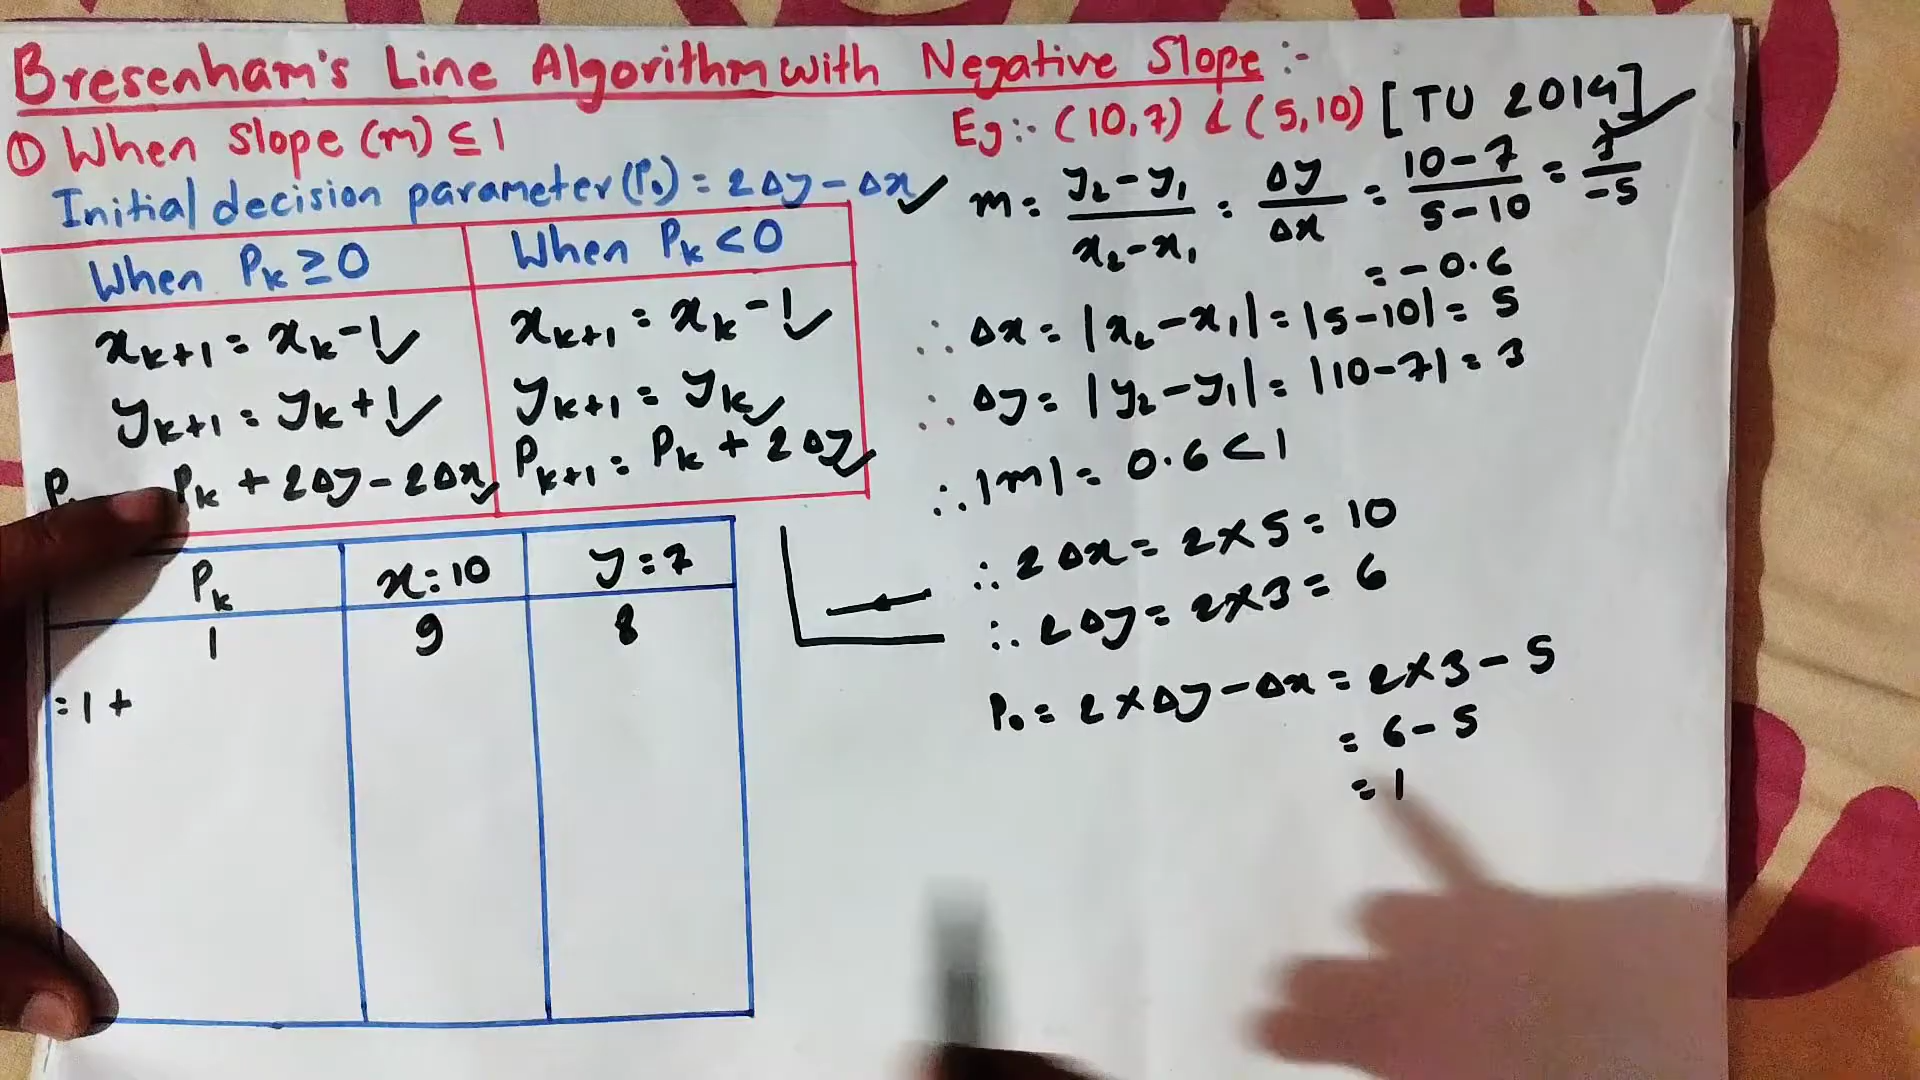 Bresenham's Line Algorithm with Negative Slope :-
① When slope (m) ≤ 1
Initial decision parameter (P₀) = 2Δy - Δx ✓
When Pk ≥ 0
xk+1 = xk - 1 ✓
yk+1 = yk + 1 ✓
Pk + 2Δy - 2Δx ✓
When Pk < 0
xk+1 = xk - 1 ✓
yk+1 = yk ✓
Pk+1 = Pk + 2Δy ✓
Pk x = 10 y = 7
1 9 8
= 1 +
Eg :- (10,7) & (5,10) [TU 2014] ✓
m = y₂ - y₁ / x₂ - x₁ = Δy / Δx = 10 - 7 / 5 - 10 = 3 / -5
= - 0.6
∴ Δx = |x₂ - x₁| = |5 - 10| = 5
∴ Δy = |y₂ - y₁| = |10 - 7| = 3
∴ |m| = 0.6 < 1
∴ 2Δx = 2 × 5 = 10
∴ 2Δy = 2 × 3 = 6
P₀ = 2 × Δy - Δx = 2 × 3 - 5
= 6 - 5
= 1